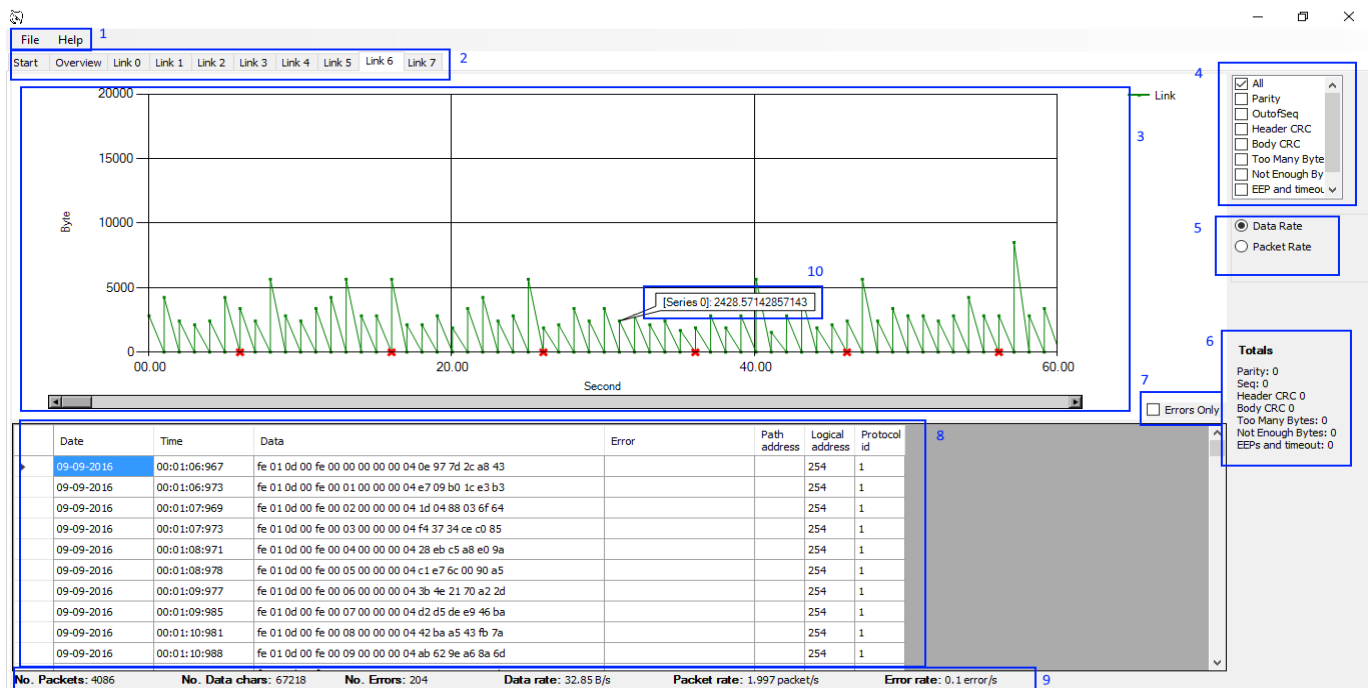 File Help 1
Start Overview Link 0 Link 1 Link 2 Link 3 Link 4 Link 5 Link 6 Link 7 2
20000
15000
10000
5000
0
Byte
00.00 20.00 40.00 60.00
Second
Link
3
10
[Series 0]: 2428.57142857143
4
All
Parity
OutofSeq
Header CRC
Body CRC
Too Many Byte
Not Enough By
EEP and timeou
5
Data Rate
Packet Rate
6
Totals
Parity: 0
Seq: 0
Header CRC 0
Body CRC 0
Too Many Bytes: 0
Not Enough Bytes: 0
EEPs and timeout: 0
7
Errors Only
8
Date Time Data Error Path address Logical address Protocol id
09-09-2016 00:01:06:967 fe 01 0d 00 fe 00 00 00 00 00 04 0e 97 7d 2c a8 43 254 1
09-09-2016 00:01:06:973 fe 01 0d 00 fe 00 01 00 00 00 04 e7 09 b0 1c e3 b3 254 1
09-09-2016 00:01:07:969 fe 01 0d 00 fe 00 02 00 00 00 04 1d 04 88 03 6f 64 254 1
09-09-2016 00:01:07:973 fe 01 0d 00 fe 00 03 00 00 00 04 f4 37 34 ce c0 85 254 1
09-09-2016 00:01:08:971 fe 01 0d 00 fe 00 04 00 00 00 04 28 eb c5 a8 e0 9a 254 1
09-09-2016 00:01:08:978 fe 01 0d 00 fe 00 05 00 00 00 04 c1 e7 6c 00 90 a5 254 1
09-09-2016 00:01:09:977 fe 01 0d 00 fe 00 06 00 00 00 04 3b 4e 21 70 a2 2d 254 1
09-09-2016 00:01:09:985 fe 01 0d 00 fe 00 07 00 00 00 04 d2 d5 de e9 46 ba 254 1
09-09-2016 00:01:10:981 fe 01 0d 00 fe 00 08 00 00 00 04 42 ba a5 43 fb 7a 254 1
09-09-2016 00:01:10:988 fe 01 0d 00 fe 00 09 00 00 00 04 ab 62 9e a6 8a 6d 254 1
No. Packets: 4086 No. Data chars: 67218 No. Errors: 204 Data rate: 32.85 B/s Packet rate: 1.997 packet/s Error rate: 0.1 error/s 9